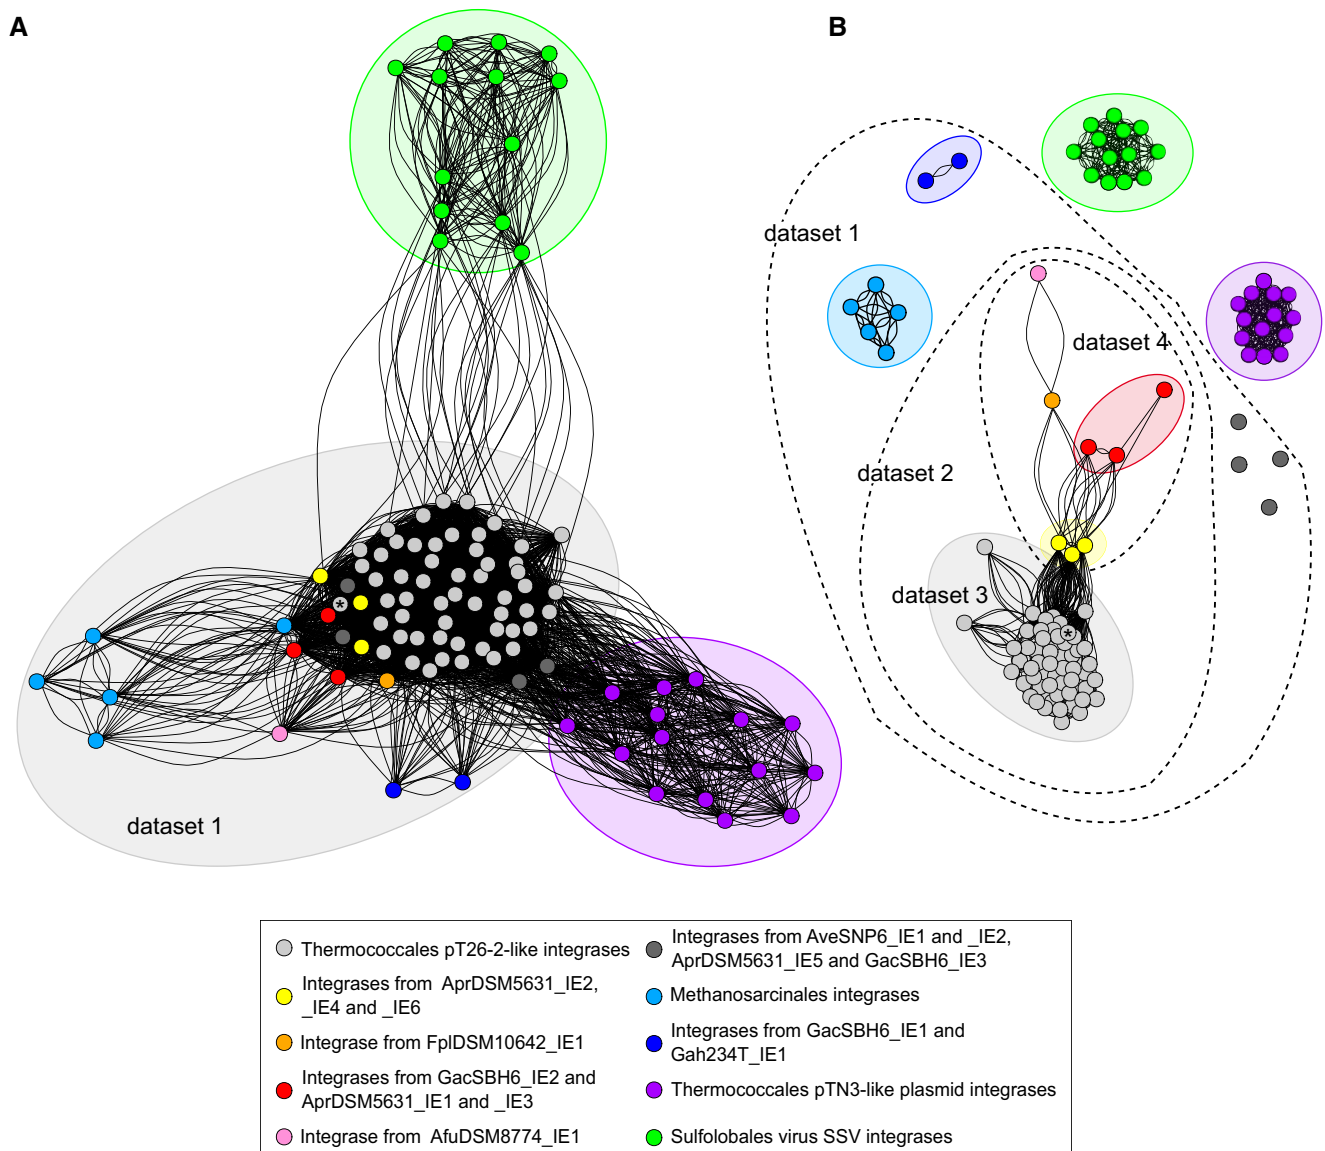 A
B
dataset 1
dataset 4
dataset 2
dataset 3
*
*
dataset 1
Thermococcales pT26-2-like integrases
Integrases from AprDSM5631_IE2,
_IE4 and _IE6
Integrase from FplDSM10642_IE1
Integrases from GacSBH6_IE2 and
AprDSM5631_IE1 and _IE3
Integrase from AfuDSM8774_IE1
Integrases from AveSNP6_IE1 and _IE2,
AprDSM5631_IE5 and GacSBH6_IE3
Methanosarcinales integrases
Integrases from GacSBH6_IE1 and
Gah234T_IE1
Thermococcales pTN3-like plasmid integrases
Sulfolobales virus SSV integrases